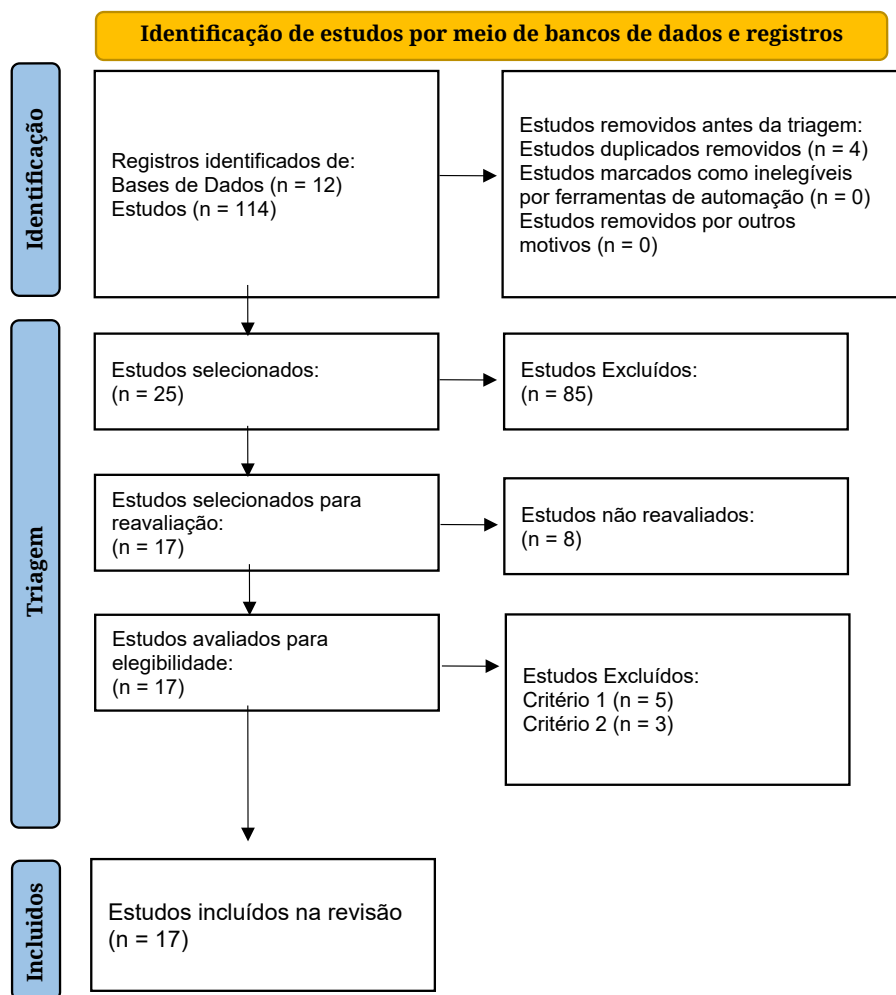 Identificação de estudos por meio de bancos de dados e registros
Identificação
Registros identificados de:
Bases de Dados (n = 12)
Estudos (n = 114)
Estudos removidos antes da triagem:
Estudos duplicados removidos (n = 4)
Estudos marcados como inelegíveis
por ferramentas de automação (n = 0)
Estudos removidos por outros
motivos (n = 0)
Triagem
Estudos selecionados:
(n = 25)
Estudos Excluídos:
(n = 85)
Estudos selecionados para
reavaliação:
(n = 17)
Estudos não reavaliados:
(n = 8)
Estudos avaliados para
elegibilidade:
(n = 17)
Estudos Excluídos:
Critério 1 (n = 5)
Critério 2 (n = 3)
Incluidos
Estudos incluídos na revisão
(n = 17)